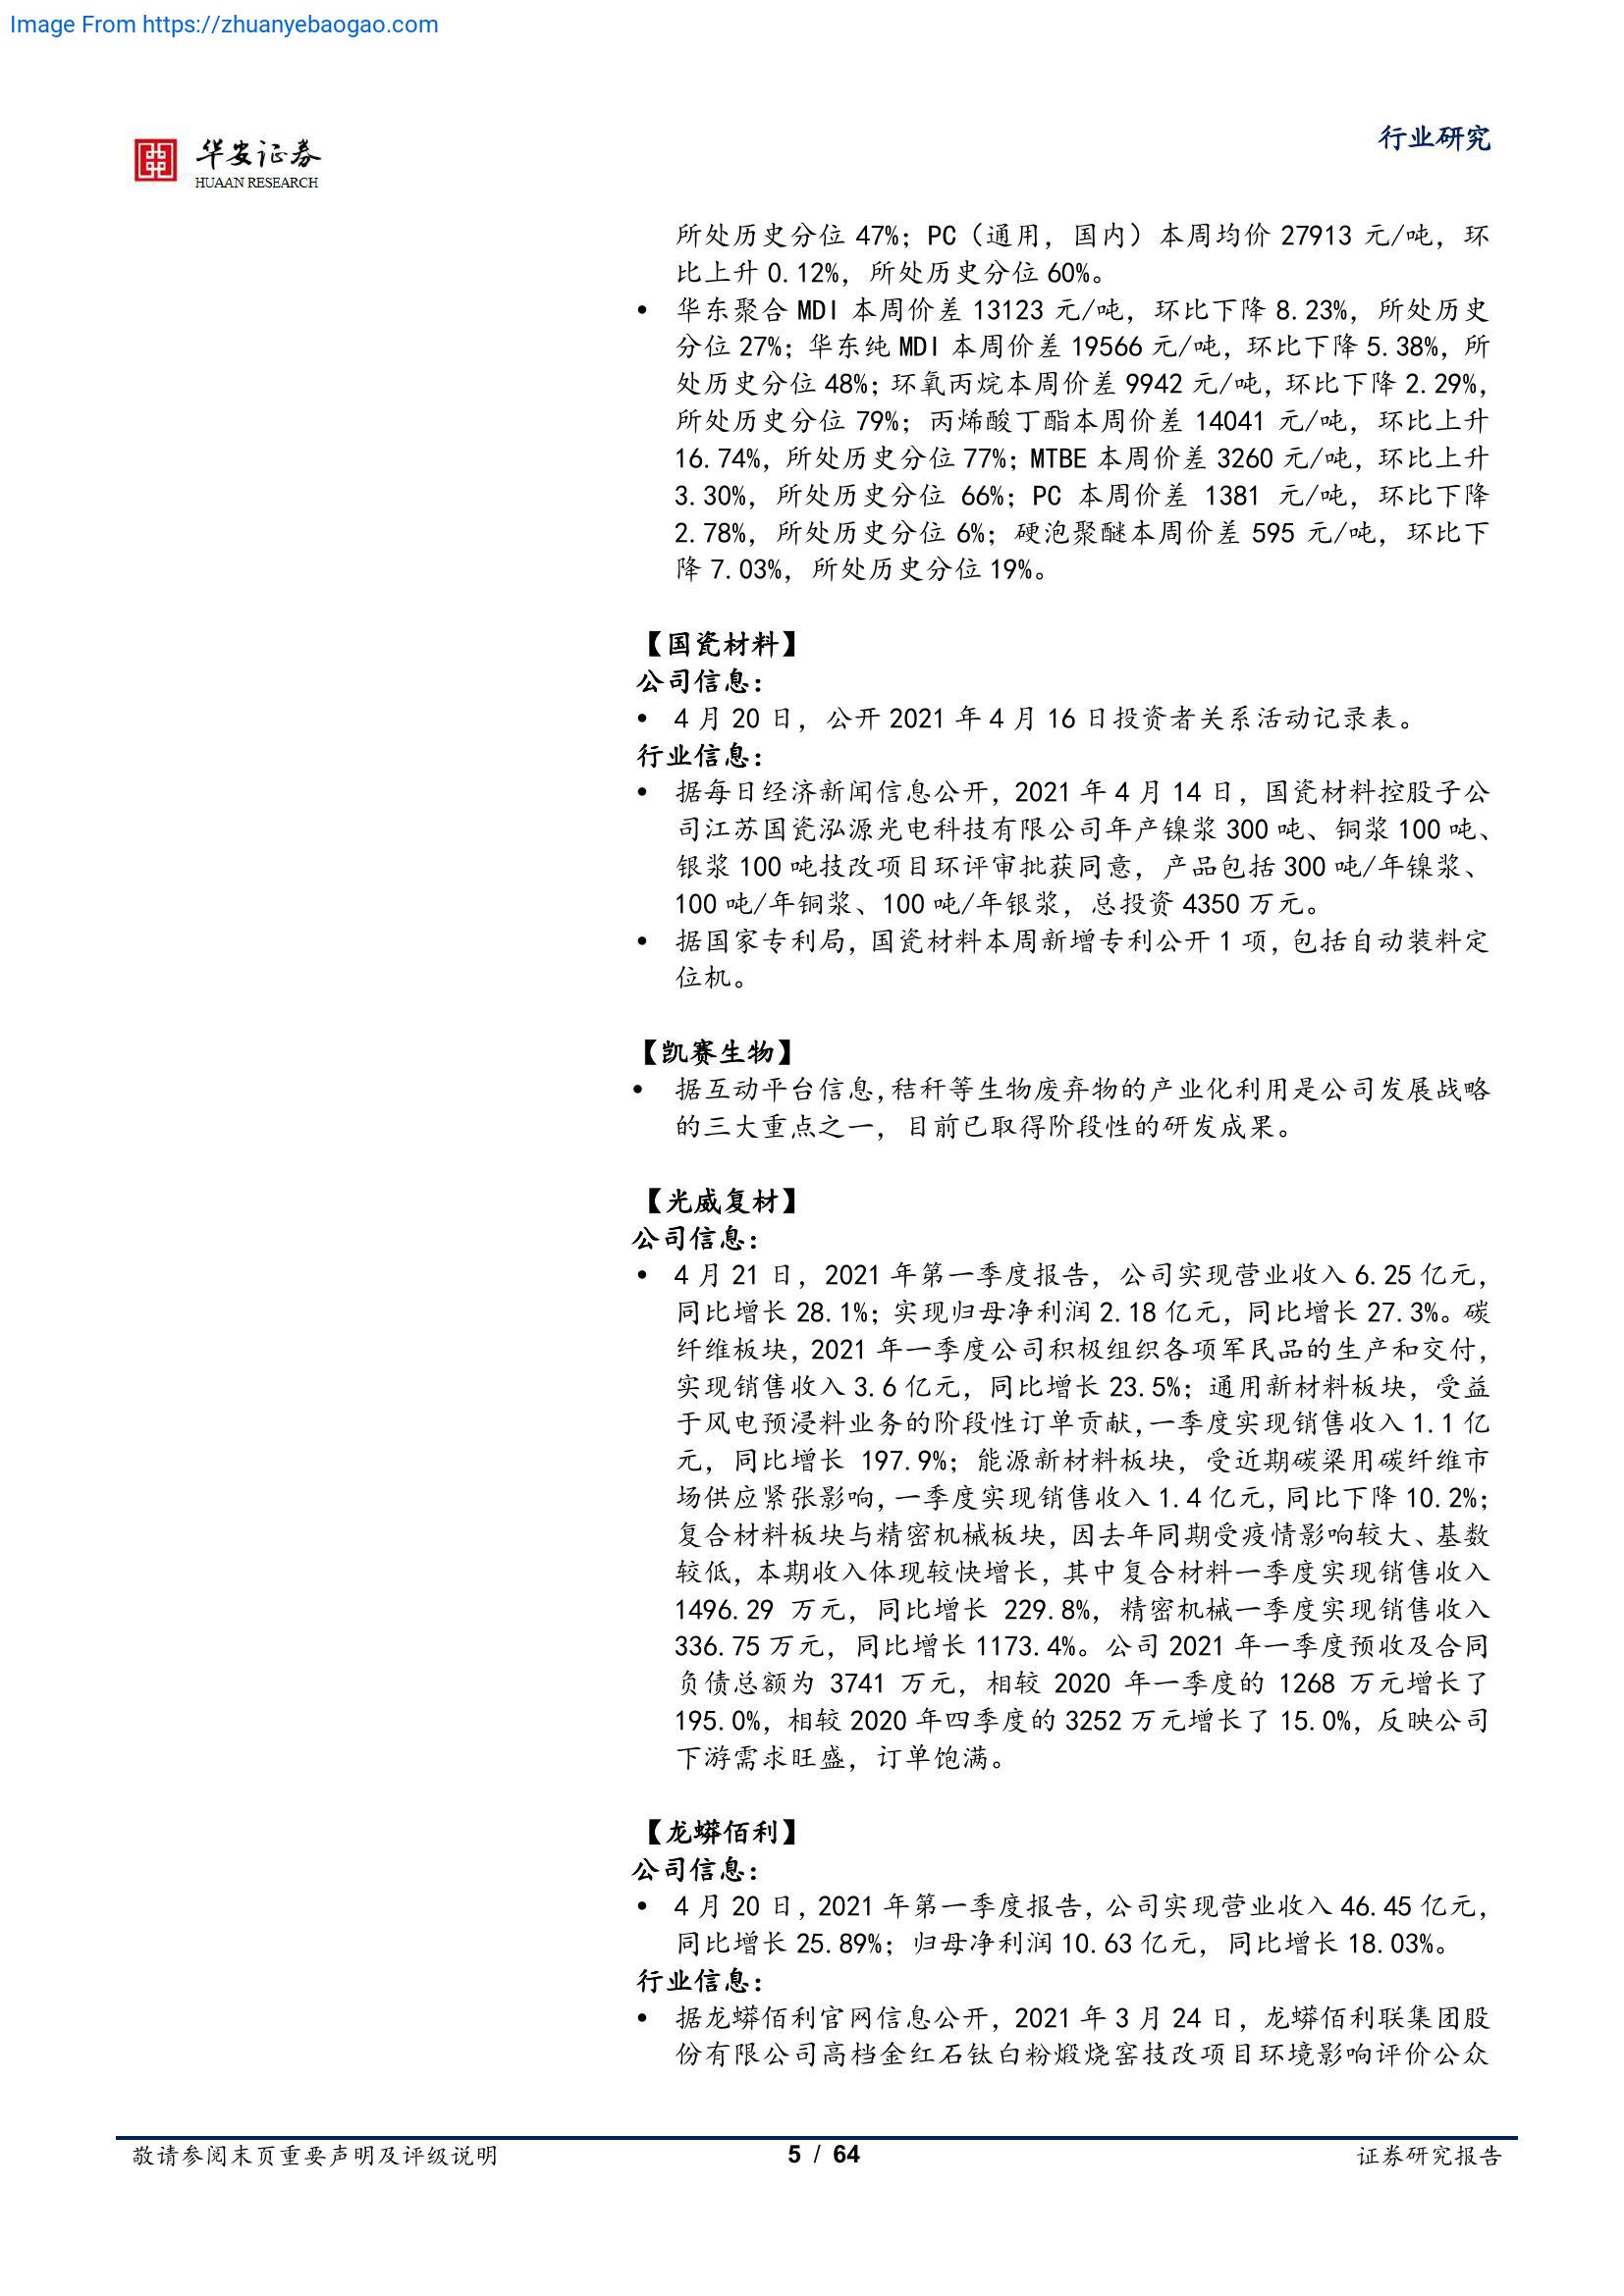 Image From https://zhuanyebaogao.com
华安证券
HUAAN RESEARCH
行业研究
所处历史分位 47%；PC（通用，国内）本周均价 27913 元/吨，环
比上升 0.12%，所处历史分位 60%。
• 华东聚合 MDI 本周价差 13123 元/吨，环比下降 8.23%，所处历史
分位 27%；华东纯 MDI 本周价差 19566 元/吨，环比下降 5.38%，所
处历史分位 48%；环氧丙烷本周价差 9942 元/吨，环比下降 2.29%，
所处历史分位 79%；丙烯酸丁酯本周价差 14041 元/吨，环比上升
16.74%，所处历史分位 77%；MTBE 本周价差 3260 元/吨，环比上升
3.30%，所处历史分位 66%；PC 本周价差 1381 元/吨，环比下降
2.78%，所处历史分位 6%；硬泡聚醚本周价差 595 元/吨，环比下
降 7.03%，所处历史分位 19%。
【国瓷材料】
公司信息：
• 4 月 20 日，公开 2021 年 4 月 16 日投资者关系活动记录表。
行业信息：
• 据每日经济新闻信息公开，2021 年 4 月 14 日，国瓷材料控股子公
司江苏国瓷泓源光电科技有限公司年产镍浆 300 吨、铜浆 100 吨、
银浆 100 吨技改项目环评审批获同意，产品包括 300 吨/年镍浆、
100 吨/年铜浆、100 吨/年银浆，总投资 4350 万元。
• 据国家专利局，国瓷材料本周新增专利公开 1 项，包括自动装料定
位机。
【凯赛生物】
• 据互动平台信息，秸秆等生物废弃物的产业化利用是公司发展战略
的三大重点之一，目前已取得阶段性的研发成果。
【光威复材】
公司信息：
• 4 月 21 日，2021 年第一季度报告，公司实现营业收入 6.25 亿元，
同比增长 28.1%；实现归母净利润 2.18 亿元，同比增长 27.3%。碳
纤维板块，2021 年一季度公司积极组织各项军民品的生产和交付，
实现销售收入 3.6 亿元，同比增长 23.5%；通用新材料板块，受益
于风电预浸料业务的阶段性订单贡献，一季度实现销售收入 1.1 亿
元，同比增长 197.9%；能源新材料板块，受近期碳梁用碳纤维市
场供应紧张影响，一季度实现销售收入 1.4 亿元，同比下降 10.2%；
复合材料板块与精密机械板块，因去年同期受疫情影响较大、基数
较低，本期收入体现较快增长，其中复合材料一季度实现销售收入
1496.29 万元，同比增长 229.8%，精密机械一季度实现销售收入
336.75 万元，同比增长 1173.4%。公司 2021 年一季度预收及合同
负债总额为 3741 万元，相较 2020 年一季度的 1268 万元增长了
195.0%，相较 2020 年四季度的 3252 万元增长了 15.0%，反映公司
下游需求旺盛，订单饱满。
【龙蟒佰利】
公司信息：
• 4 月 20 日，2021 年第一季度报告，公司实现营业收入 46.45 亿元，
同比增长 25.89%；归母净利润 10.63 亿元，同比增长 18.03%。
行业信息：
• 据龙蟒佰利官网信息公开，2021 年 3 月 24 日，龙蟒佰利联集团股
份有限公司高档金红石钛白粉煅烧窑技改项目环境影响评价公众
敬请参阅末页重要声明及评级说明
5 / 64
证券研究报告